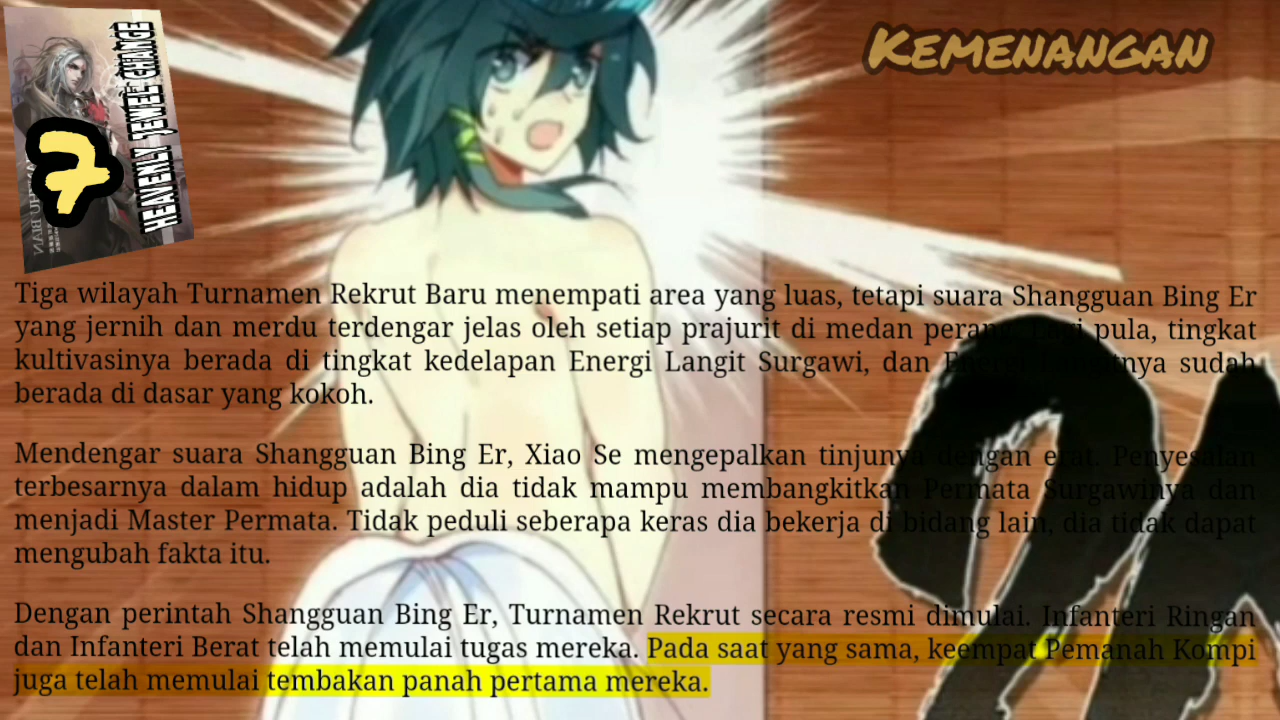 HEAVENLY JEWEL CHANGE
7
KEMENANGAN
Tiga wilayah Turnamen Rekrut Baru menempati area yang luas, tetapi suara Shangguan Bing Er
yang jernih dan merdu terdengar jelas oleh setiap prajurit di medan perang. Lagi pula, tingkat
kultivasinya berada di tingkat kedelapan Energi Langit Surgawi, dan Energi sudah
berada di dasar yang kokoh.
Mendengar suara Shangguan Bing Er, Xiao Se mengepalkan tinjunya dengan erat. Penyesalan
terbesarnya dalam hidup adalah dia tidak mampu membangkitkan Permata Surgawinya dan
menjadi Master Permata. Tidak peduli seberapa keras dia bekerja di bidang lain, dia tidak dapat
mengubah fakta itu.
Dengan perintah Shangguan Bing Er, Turnamen Rekrut secara resmi dimulai. Infanteri Ringan
dan Infanteri Berat telah memulai tugas mereka. Pada saat yang sama, keempat Pemanah Kompi
juga telah memulai tembakan panah pertama mereka.